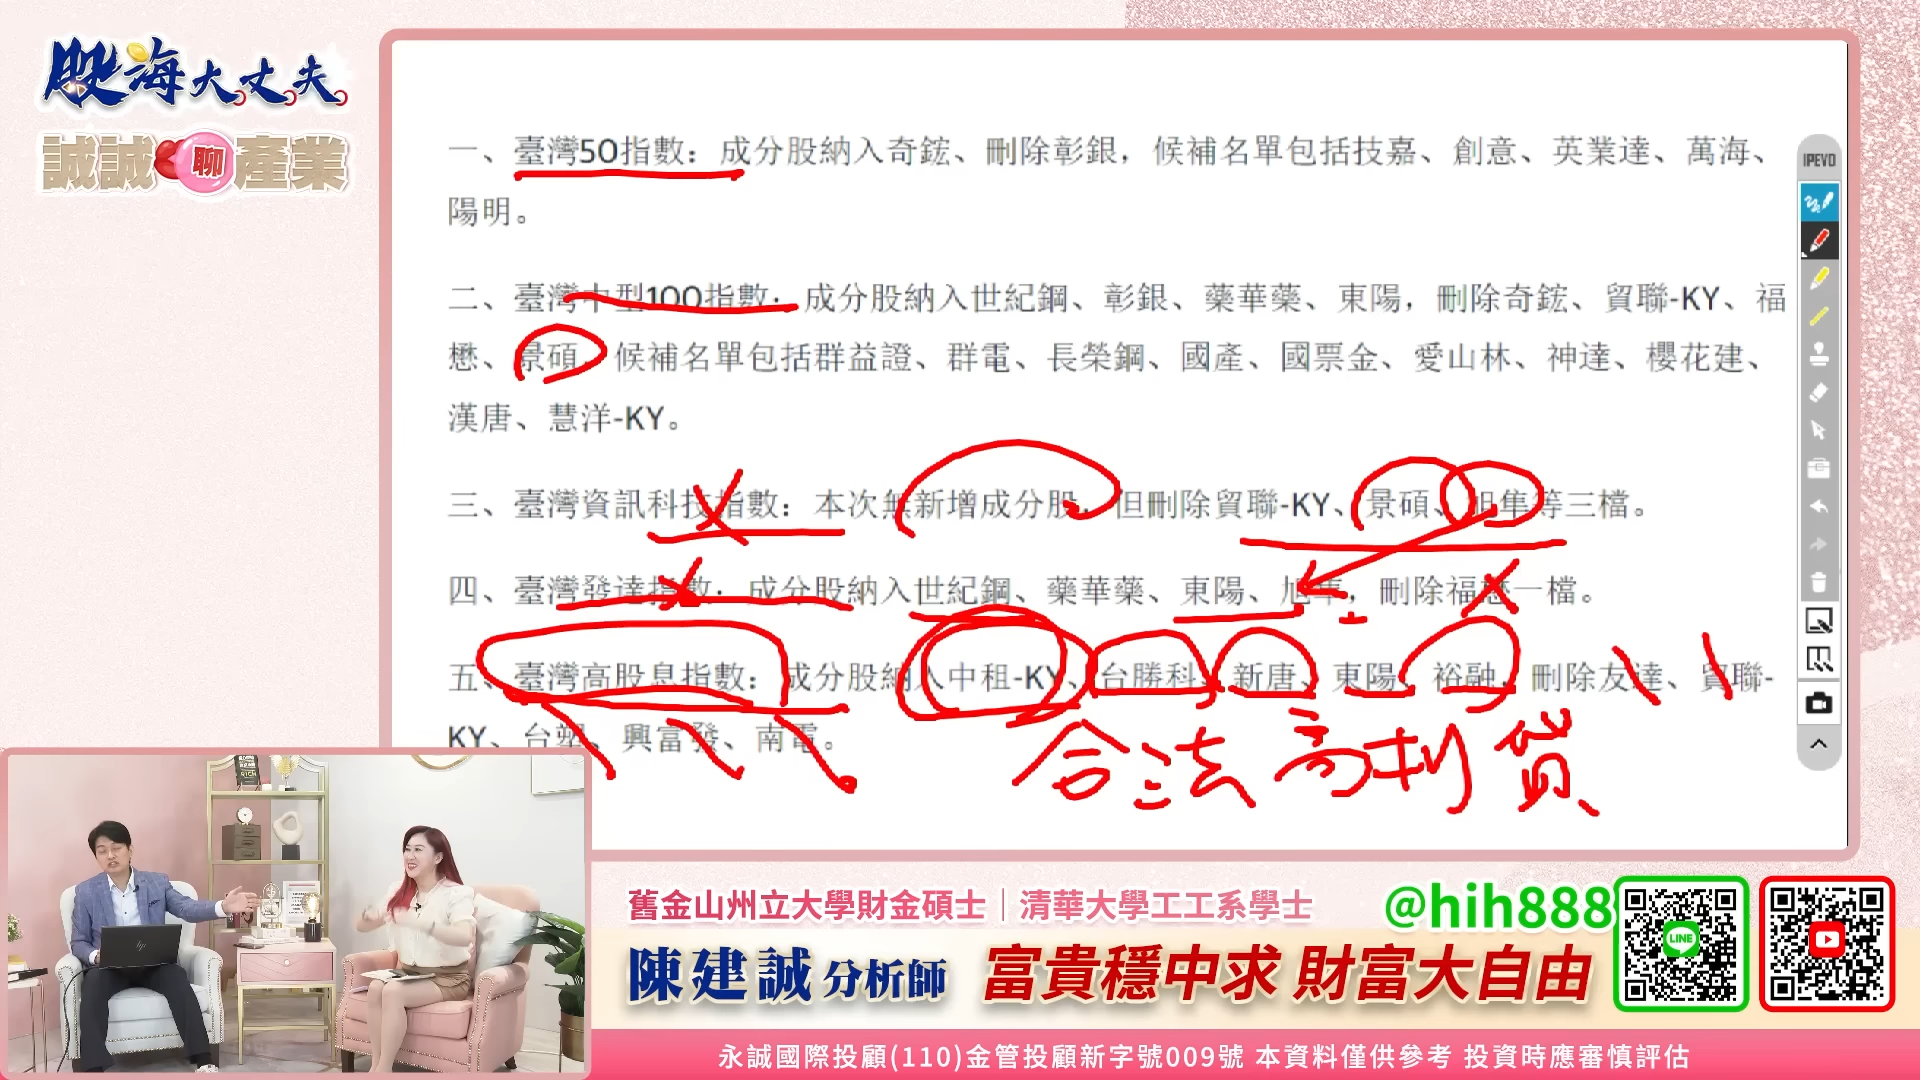 股海大丈夫
誠誠聊產業
一、臺灣50指數：成分股納入奇鋐、刪除彰銀，候補名單包括技嘉、創意、英業達、萬海、
陽明。
二、臺灣中型100指數：成分股納入世紀鋼、彰銀、藥華藥、東陽，刪除奇鋐、貿聯-KY、福
懋、景碩，候補名單包括群益證、群電、長榮鋼、國產、國票金、愛山林、神達、櫻花建、
漢唐、慧洋-KY。
三、臺灣資訊科技指數：本次無新增成分股，但刪除貿聯-KY、景碩、旭隼等三檔。
四、臺灣發達指數：成分股納入世紀鋼、藥華藥、東陽、旭隼，刪除福懋一檔。
五、臺灣高股息指數：成分股納入中租-KY、台勝科、新唐、東陽、裕融，刪除友達、貿聯-
KY、台塑、興富發、南電。
合法高利貸
IPEVO
舊金山州立大學財金碩士｜清華大學工工系學士
@hih888
陳建誠分析師 富貴穩中求 財富大自由
LINE
永誠國際投顧(110)金管投顧新字號009號 本資料僅供參考 投資時應審慎評估